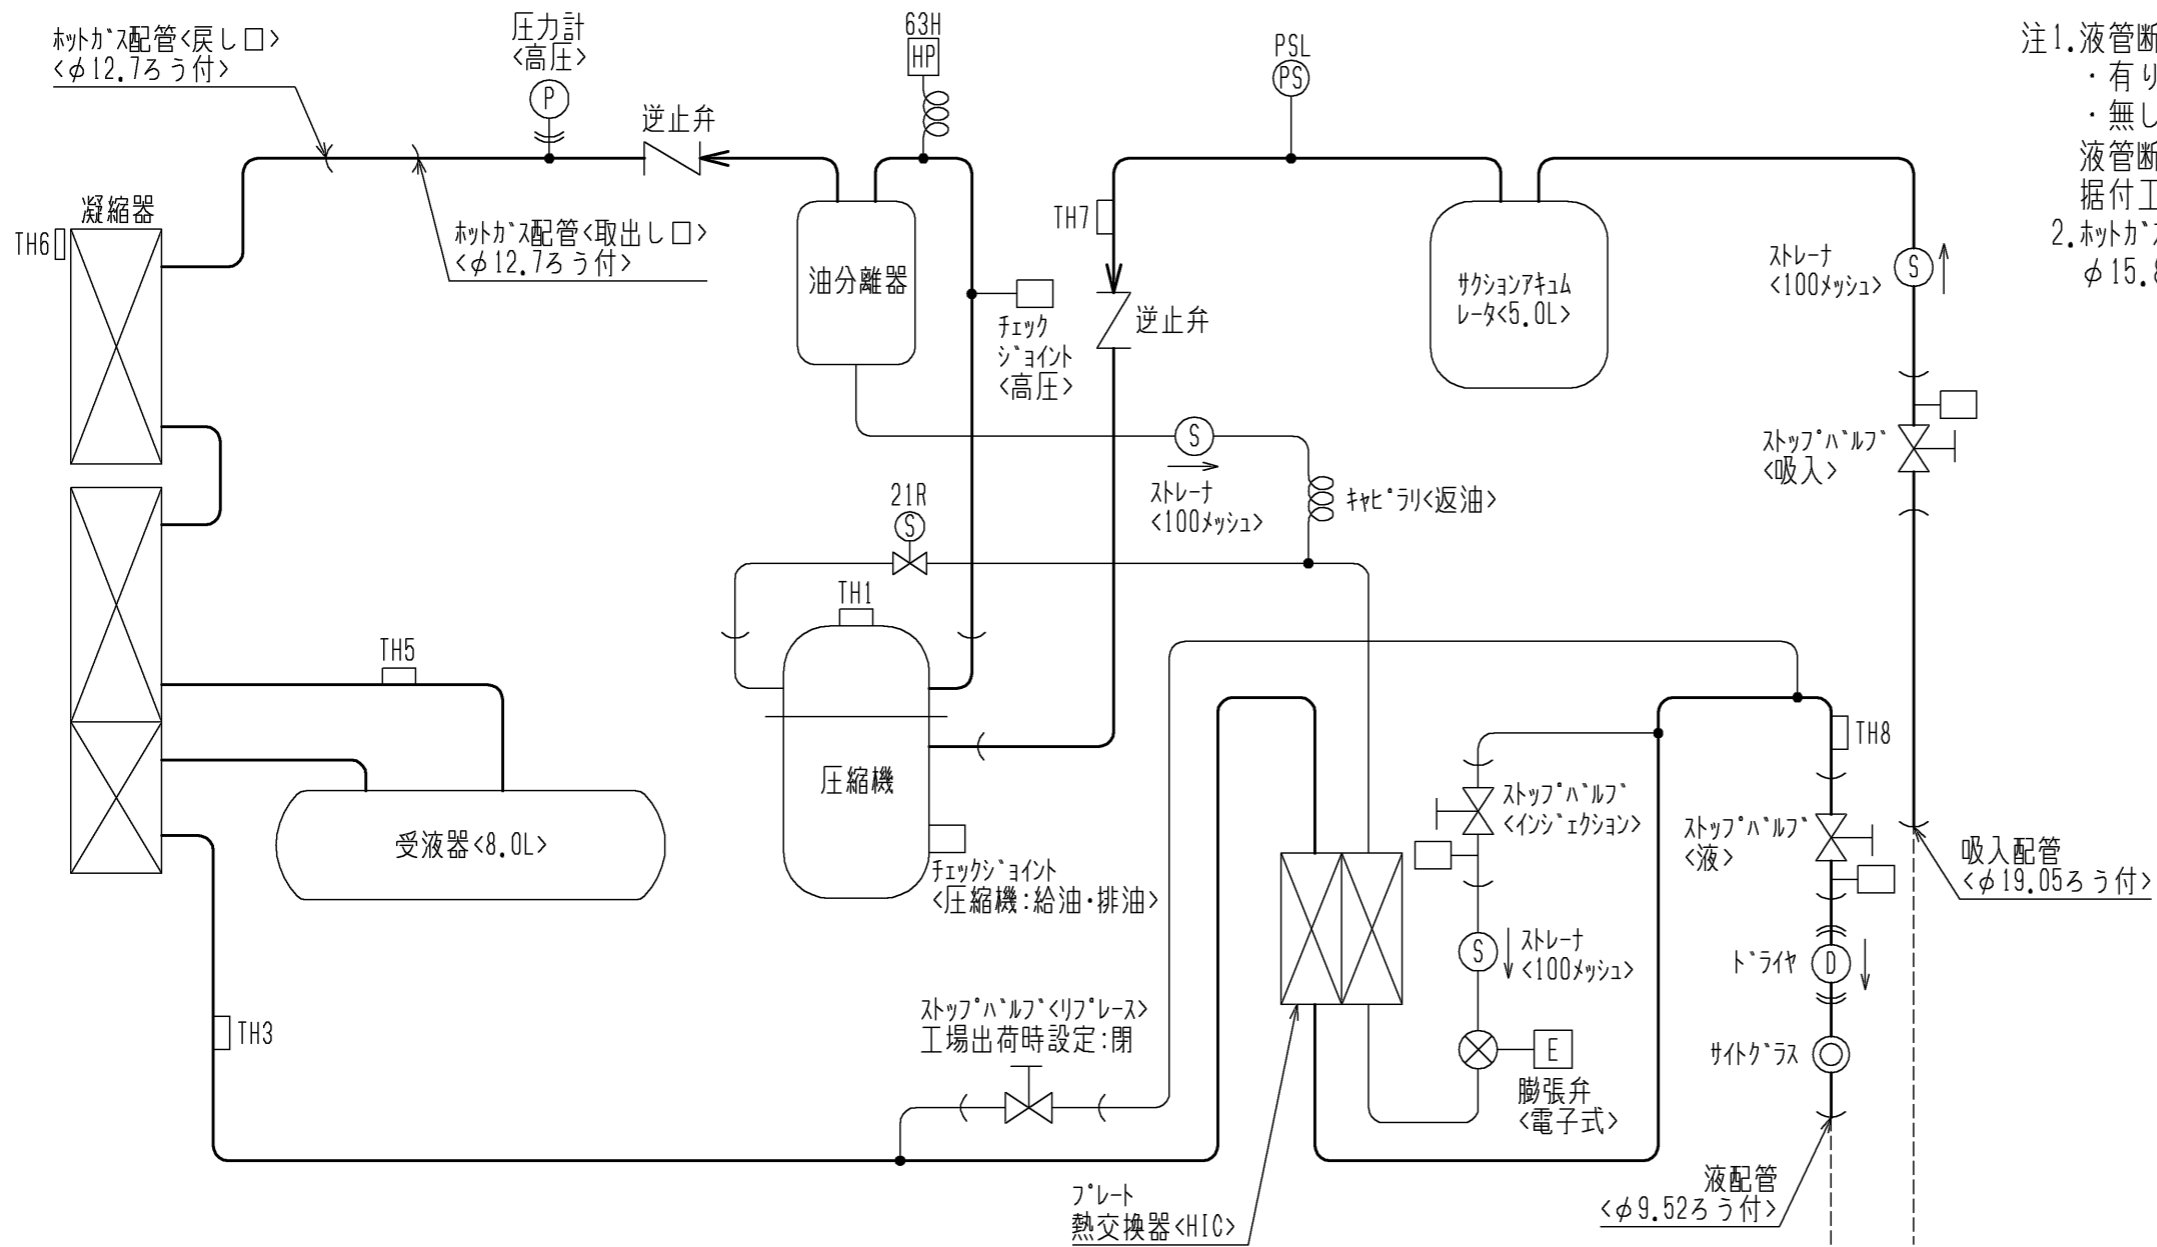 ホットガス配管<戻し口>
<φ12.7ろう付>
圧力計
<高圧>
P
逆止弁
63H
HP
PSL
PS
注1.液管断
・有り
・無し
液管断
据付工
2.ホットガス
φ15.8
凝縮器
TH6
ホットガス配管<取出し口>
<φ12.7ろう付>
油分離器
チェック
ジョイント
<高圧>
TH7
逆止弁
サクションアキュム
レータ<5.0L>
ストレーナ
<100メッシュ>
S
ストップバルブ
<吸入>
S
ストレーナ
<100メッシュ>
キャピラリ<返油>
21R
S
TH1
TH5
圧縮機
受液器<8.0L>
チェックジョイント
<圧縮機:給油・排油>
TH8
ストップバルブ
<インジェクション>
ストップバルブ
<液>
吸入配管
<φ19.05ろう付>
S
ストレーナ
<100メッシュ>
ドライヤ
D
TH3
ストップバルブ<リプレース>
工場出荷時設定:閉
E
膨張弁
<電子式>
サイトグラス
プレート
熱交換器<HIC>
液配管
<φ9.52ろう付>